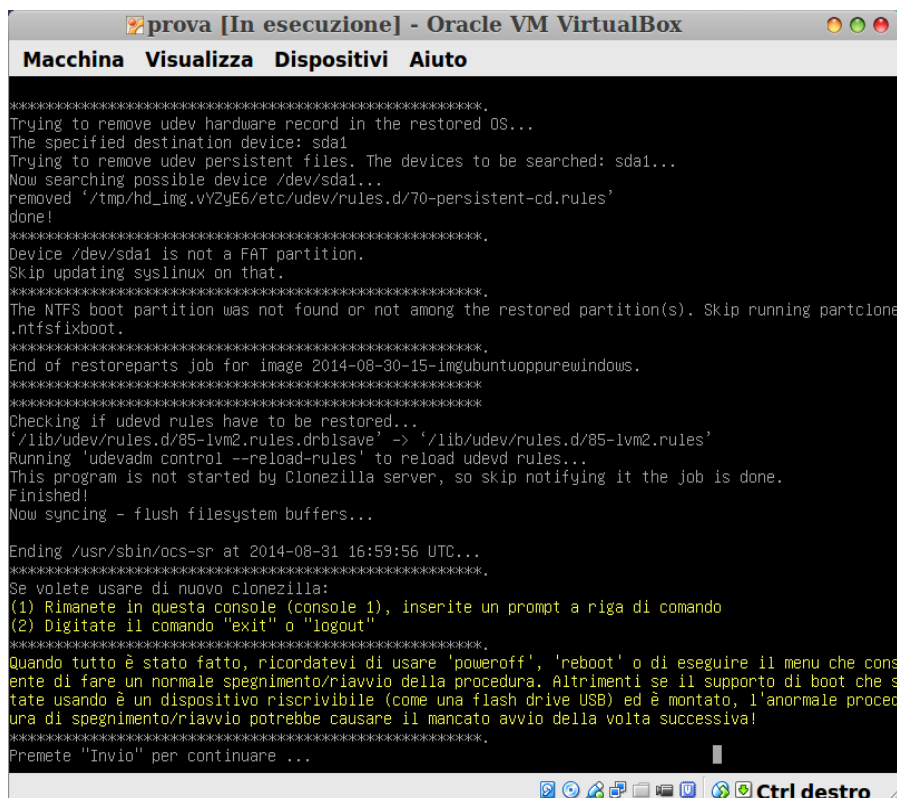 prova [In esecuzione] - Oracle VM VirtualBox
Macchina Visualizza Dispositivi Aiuto
*****************************************************.
Trying to remove udev hardware record in the restored OS...
The specified destination device: sda1
Trying to remove udev persistent files. The devices to be searched: sda1...
Now searching possible device /dev/sda1...
removed ‘/tmp/hd_img.vYZyE6/etc/udev/rules.d/70-persistent-cd.rules’
done!
*****************************************************.
Device /dev/sda1 is not a FAT partition.
Skip updating syslinux on that.
*****************************************************.
The NTFS boot partition was not found or not among the restored partition(s). Skip running partclone
.ntfsfixboot.
*****************************************************.
End of restoreparts job for image 2014-08-30-15-imgubuntuoppurewindows.
*****************************************************
*****************************************************
Checking if udevd rules have to be restored...
‘/lib/udev/rules.d/85-lvm2.rules.drblsave’ -> ‘/lib/udev/rules.d/85-lvm2.rules’
Running 'udevadm control --reload-rules' to reload udevd rules...
This program is not started by Clonezilla server, so skip notifying it the job is done.
Finished!
Now syncing - flush filesystem buffers...
Ending /usr/sbin/ocs-sr at 2014-08-31 16:59:56 UTC...
*****************************************************.
Se volete usare di nuovo clonezilla:
(1) Rimanete in questa console (console 1), inserite un prompt a riga di comando
(2) Digitate il comando "exit" o "logout"
*****************************************************.
Quando tutto è stato fatto, ricordatevi di usare 'poweroff', 'reboot' o di eseguire il menu che cons
ente di fare un normale spegnimento/riavvio della procedura. Altrimenti se il supporto di boot che s
tate usando è un dispositivo riscrivibile (come una flash drive USB) ed è montato, l'anormale proced
ura di spegnimento/riavvio potrebbe causare il mancato avvio della volta successiva!
*****************************************************.
Premete "Invio" per continuare ...
Ctrl destro